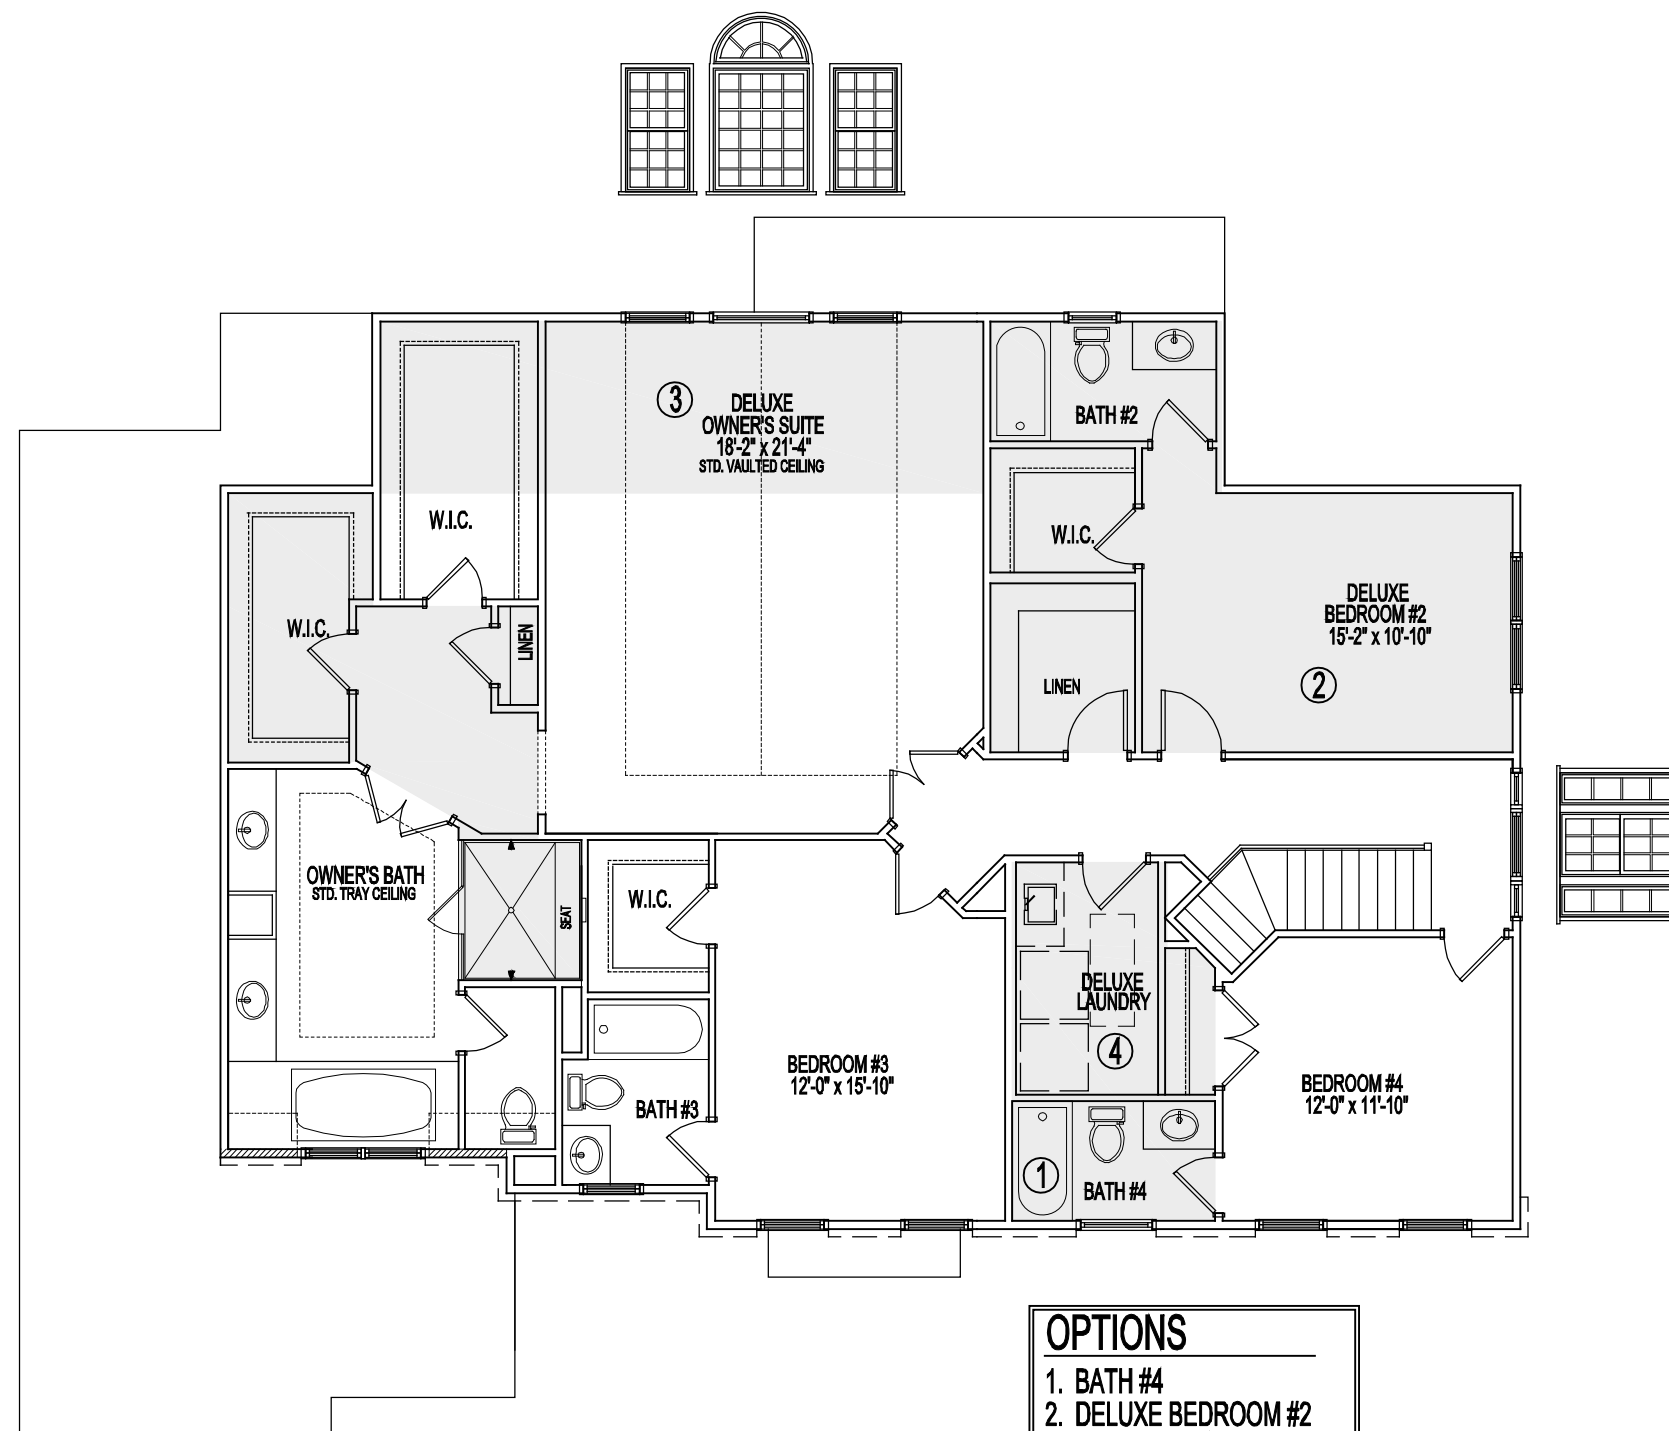 3
DELUXE
OWNER'S SUITE
18'-2" x 21'-4"
STD. VAULTED CEILING
BATH #2
W.I.C.
W.I.C.
DELUXE
BEDROOM #2
15'-2" x 10'-10"
2
W.I.C.
LINEN
LINEN
OWNER'S BATH
STD. TRAY CEILING
SEAT
W.I.C.
DELUXE
LAUNDRY
4
BEDROOM #3
12'-0" x 15'-10"
BEDROOM #4
12'-0" x 11'-10"
BATH #3
1
BATH #4
OPTIONS
1. BATH #4
2. DELUXE BEDROOM #2